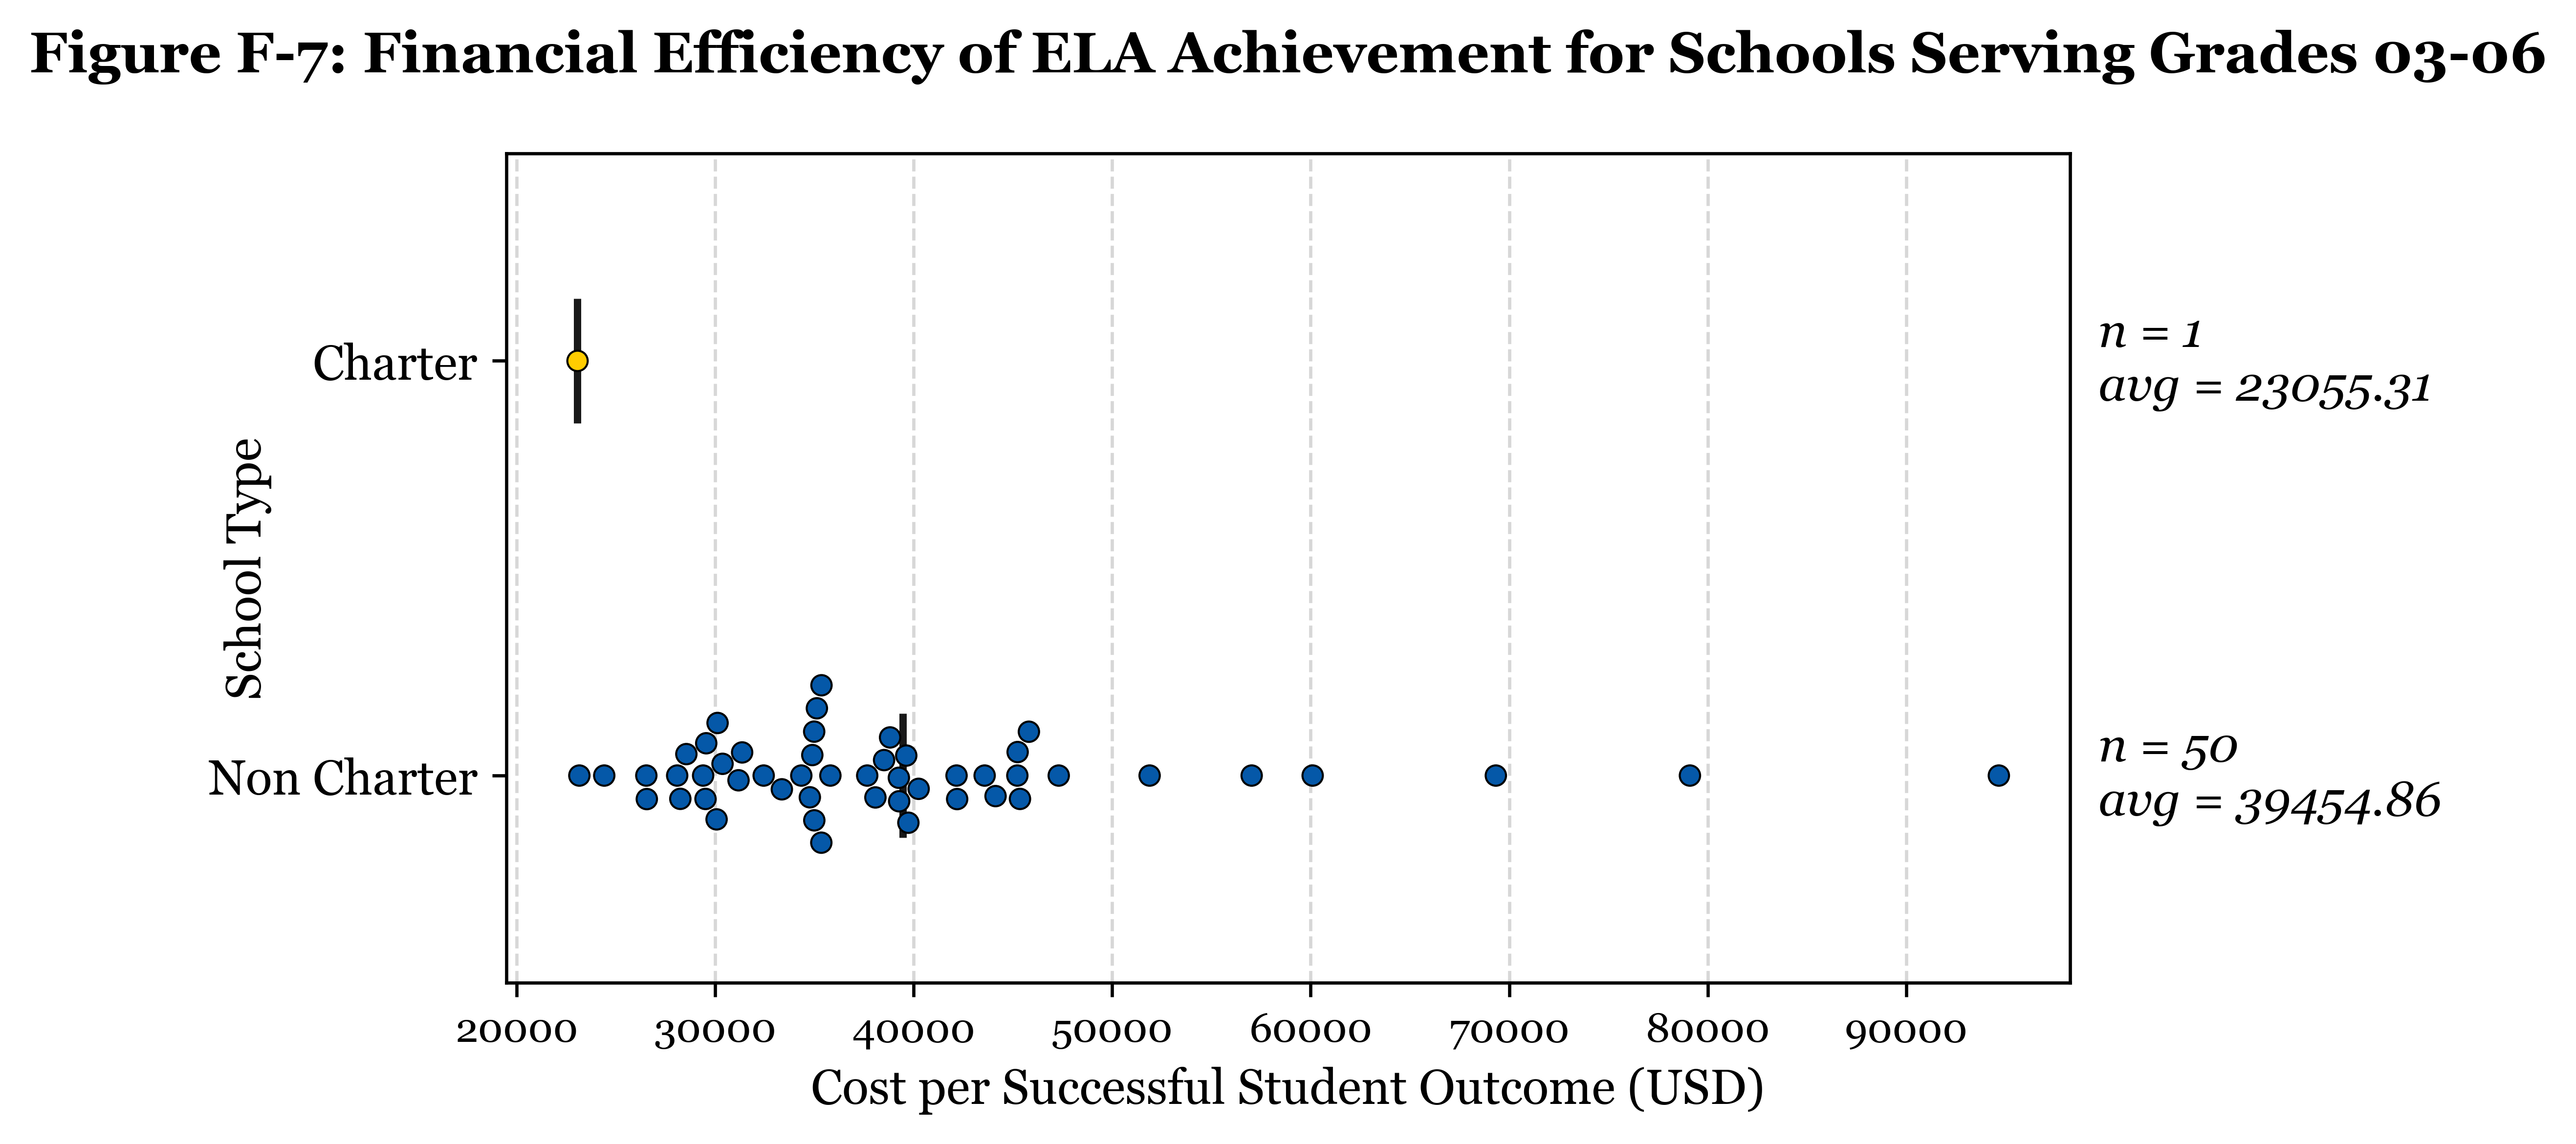 Figure F-7: Financial Efficiency of ELA Achievement for Schools Serving Grades 03-06
School Type
Charter
n = 1
avg = 23055.31
Non Charter
n = 50
avg = 39454.86
20000 30000 40000 50000 60000 70000 80000 90000
Cost per Successful Student Outcome (USD)